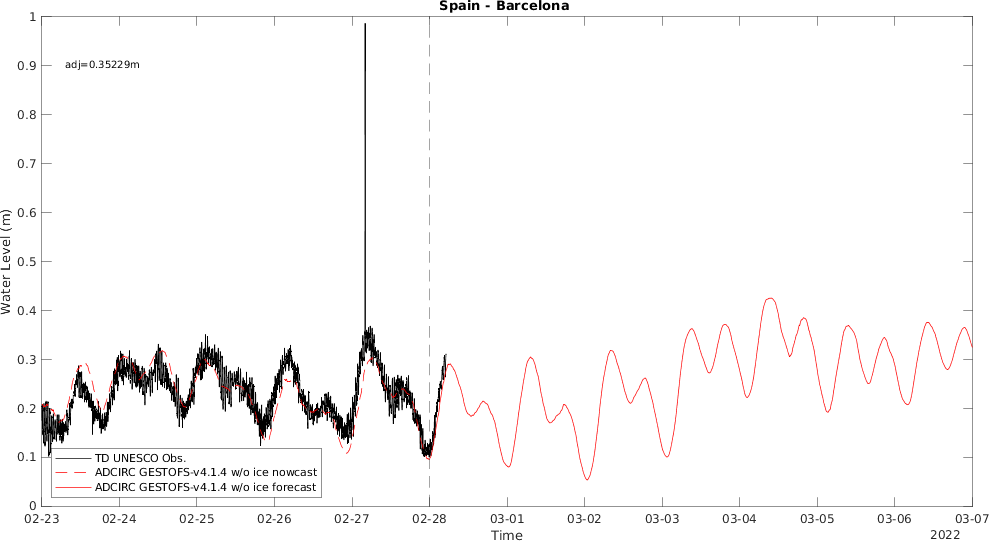 Spain - Barcelona
1
0.9
adj=0.35229m
0.8
0.7
0.6
0.5
0.4
0.3
0.2
0.1
0
Water Level (m)
TD UNESCO Obs.
ADCIRC GESTOFS-v4.1.4 w/o ice nowcast
ADCIRC GESTOFS-v4.1.4 w/o ice forecast
02-23 02-24 02-25 02-26 02-27 02-28 03-01 03-02 03-03 03-04 03-05 03-06 03-07
Time
2022